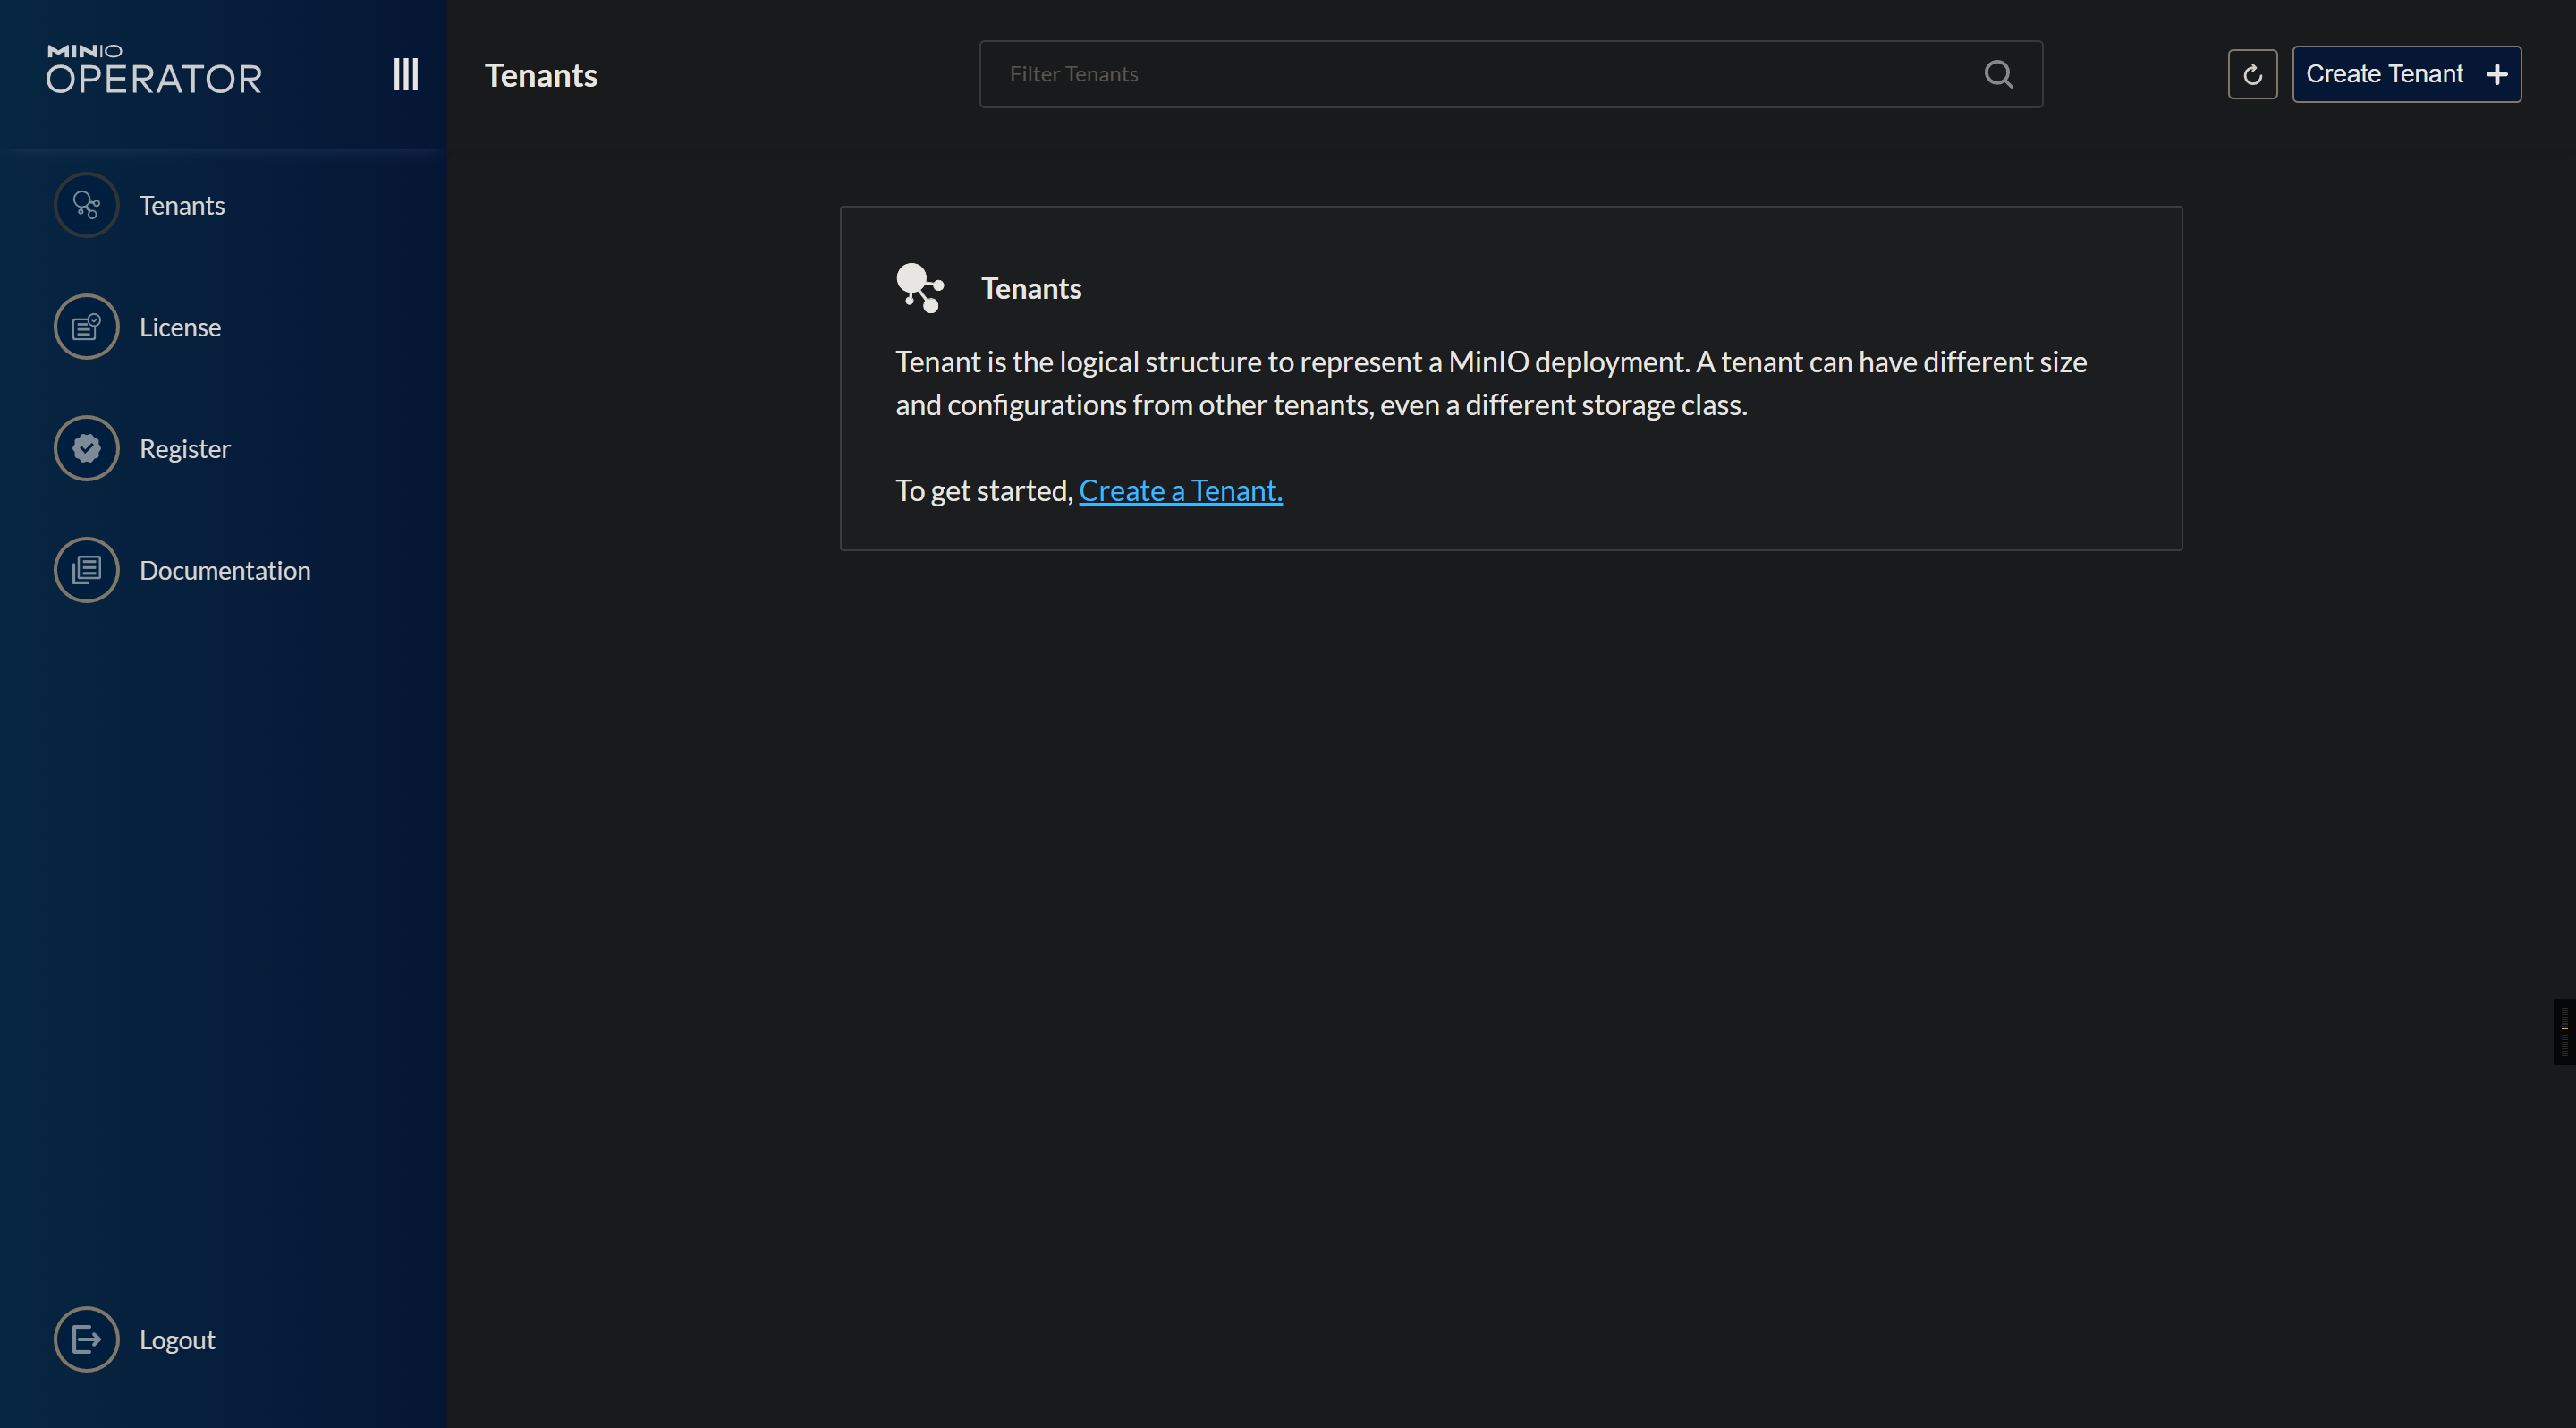 MINIO
OPERATOR
Tenants
License
Register
Documentation
Logout
Tenants
Filter Tenants
Create Tenant
Tenants
Tenant is the logical structure to represent a MinIO deployment. A tenant can have different size
and configurations from other tenants, even a different storage class.
To get started, Create a Tenant.